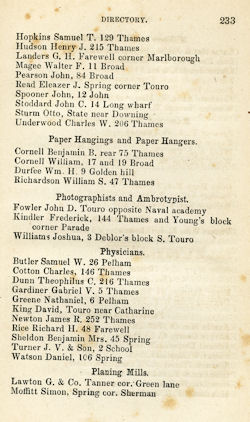 DIRECTORY. 233
Hopkins Samuel T. 129 Thames
Hudson Henry J. 215 Thames
Landers G. H. Farewell corner Marlborough
Magee Walter F. 11 Broad
Pearson John, 84 Broad
Read Eleazer J. Spring corner Touro
Spooner John, 12 John
Stoddard John C. 14 Long wharf
Sturm Otto, State near Downing
Underwood Charles W. 206 Thames
Paper Hangings and Paper Hangers.
Cornell Benjamin B. rear 75 Thames
Cornell William, 17 and 19 Broad
Durfee Wm. H. 9 Golden hill
Richardson William S. 47 Thames
Photographists and Ambrotypist.
Fowler John D. Touro opposite Naval academy
Kindler Frederick, 144 Thames and Young's block
corner Parade
Williams Joshua, 3 Deblor's block S. Touro
Physicians.
Butler Samuel W. 26 Pelham
Cotton Charles, 146 Thames
Dunn Theophilus C. 216 Thames
Gardiner Gabriel V. 5 Thames
Greene Nathaniel, 6 Pelham
King David, Touro near Catharine
Newton James R. 252 Thames
Rice Richard H. 48 Farewell
Sheldon Benjamin Mrs. 45 Spring
Turner J. V. & Son, 2 School
Watson Daniel, 106 Spring
Planing Mills.
Lawton G. & Co. Tanner cor. Green lane
Moffitt Simon, Spring cor. Sherman